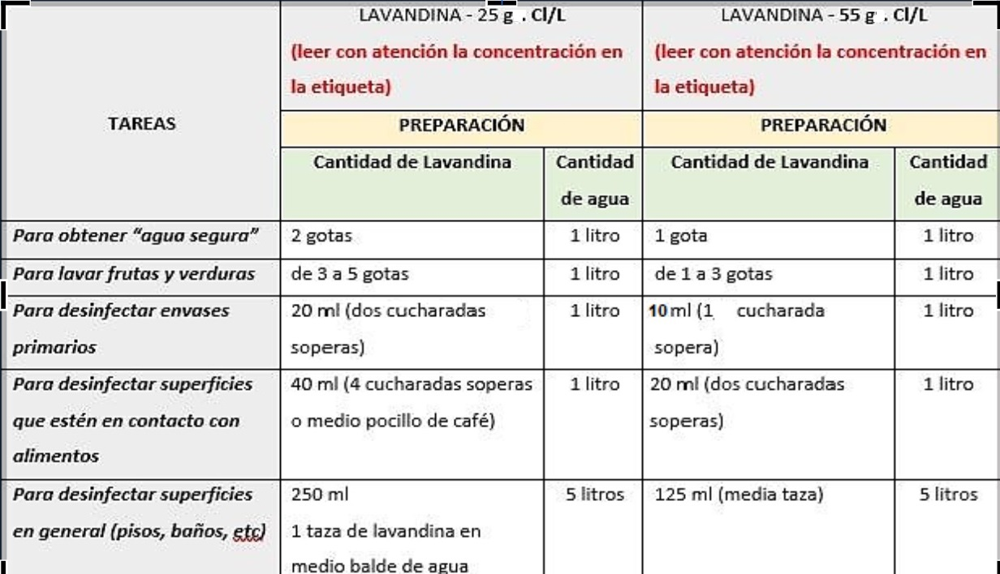 LAVANDINA - 25 g . Cl/L
(leer con atención la concentración en
la etiqueta)
LAVANDINA - 55 g . Cl/L
(leer con atención la concentración en
la etiqueta)
TAREAS
PREPARACIÓN
PREPARACIÓN
Cantidad de Lavandina
Cantidad
de agua
Cantidad de Lavandina
Cantidad
de agua
Para obtener “agua segura”
2 gotas
1 litro
1 gota
1 litro
Para lavar frutas y verduras
de 3 a 5 gotas
1 litro
de 1 a 3 gotas
1 litro
Para desinfectar envases
primarios
20 ml (dos cucharadas
soperas)
1 litro
10 ml (1 cucharada
sopera)
1 litro
Para desinfectar superficies
que estén en contacto con
alimentos
40 ml (4 cucharadas soperas
o medio pocillo de café)
1 litro
20 ml (dos cucharadas
soperas)
1 litro
Para desinfectar superficies
en general (pisos, baños, etc)
250 ml
1 taza de lavandina en
medio balde de agua
5 litros
125 ml (media taza)
5 litros